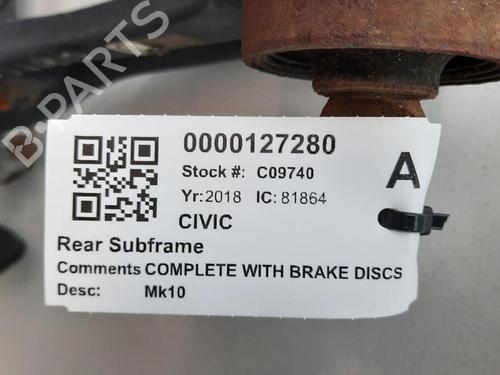 B-PARTS
0000127280
Stock #: C09740
A
Yr:2018 IC:81864
CIVIC
Rear Subframe
Comments COMPLETE WITH BRAKE DISCS
Desc: Mk10